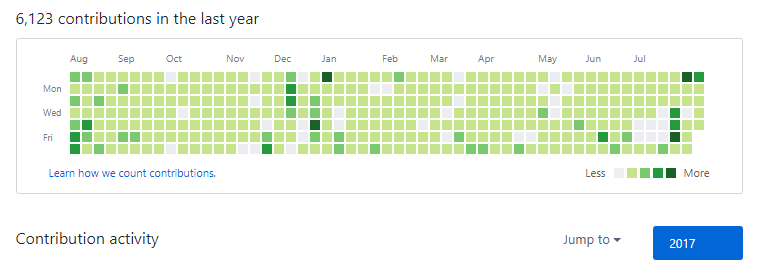 6,123 contributions in the last year
Aug Sep Oct Nov Dec Jan Feb Mar Apr May Jun Jul
Mon
Wed
Fri
Learn how we count contributions. Less More
Contribution activity Jump to 2017